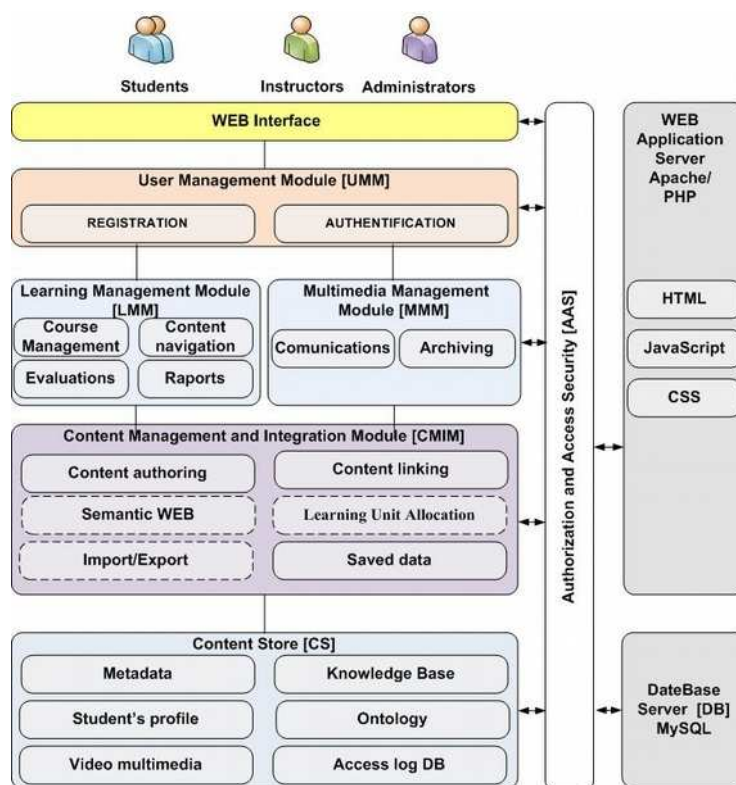 Students
Instructors
Administrators
WEB Interface
User Management Module [UMM]
REGISTRATION
AUTHENTIFICATION
Learning Management Module
[LMM]
Course
Management
Content
navigation
Evaluations
Raports
Multimedia Management
Module [MMM]
Comunications
Archiving
Content Management and Integration Module [CMIM]
Content authoring
Content linking
Semantic WEB
Learning Unit Allocation
Import/Export
Saved data
Content Store [CS]
Metadata
Knowledge Base
Student's profile
Ontology
Video multimedia
Access log DB
Authorization and Access Security [AAS]
WEB
Application
Server
Apache/
PHP
HTML
JavaScript
CSS
DateBase
Server [DB]
MySQL